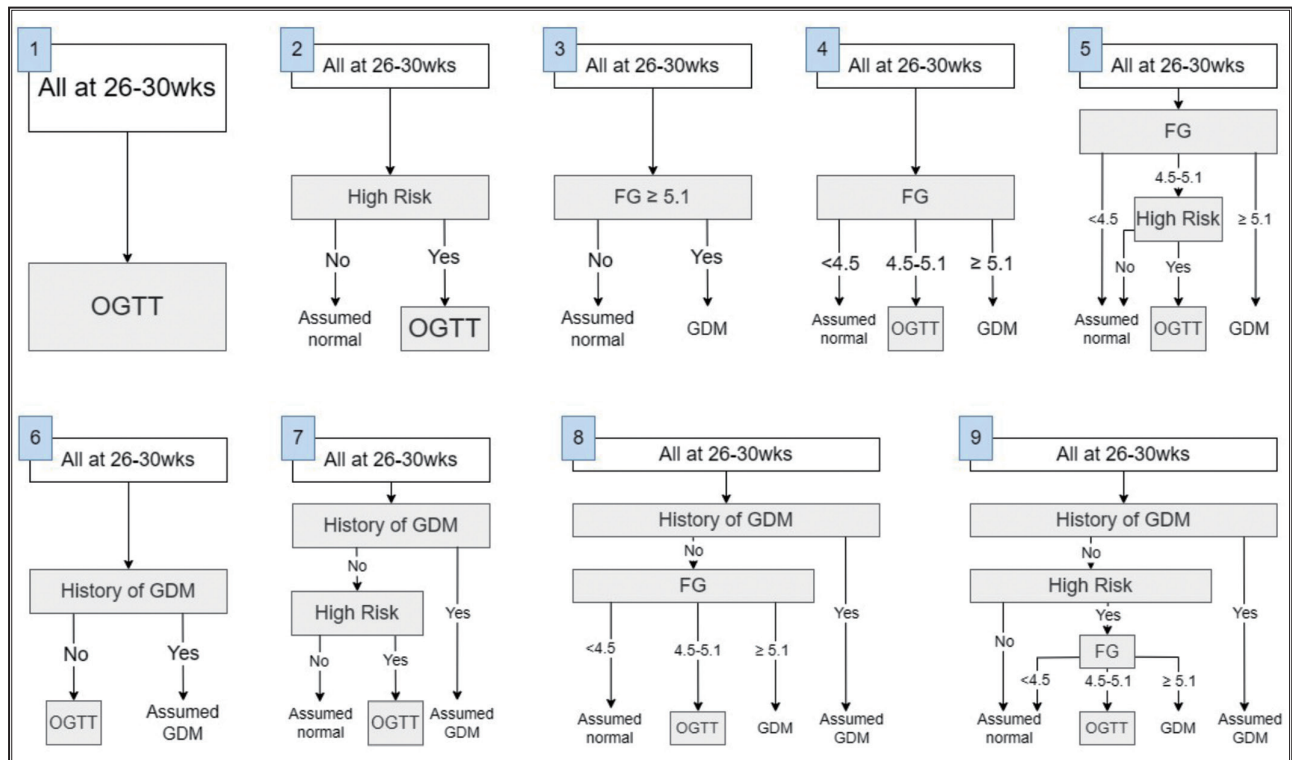 1
All at 26-30wks
OGTT
2
All at 26-30wks
High Risk
No
Yes
Assumed
normal
OGTT
3
All at 26-30wks
FG ≥ 5.1
No
Yes
Assumed
normal
GDM
4
All at 26-30wks
FG
<4.5
4.5-5.1
≥ 5.1
Assumed
normal
OGTT
GDM
5
All at 26-30wks
FG
4.5-5.1
<4.5
High Risk
≥ 5.1
No
Yes
Assumed
normal
OGTT
GDM
6
All at 26-30wks
History of GDM
No
Yes
OGTT
Assumed
GDM
7
All at 26-30wks
History of GDM
No
High Risk
Yes
No
Yes
Assumed
normal
OGTT
Assumed
GDM
8
All at 26-30wks
History of GDM
No
FG
Yes
<4.5
4.5-5.1
≥ 5.1
Assumed
normal
OGTT
GDM
Assumed
GDM
9
All at 26-30wks
History of GDM
No
High Risk
Yes
Yes
No
FG
<4.5
4.5-5.1
≥ 5.1
Assumed
normal
OGTT
GDM
Assumed
GDM